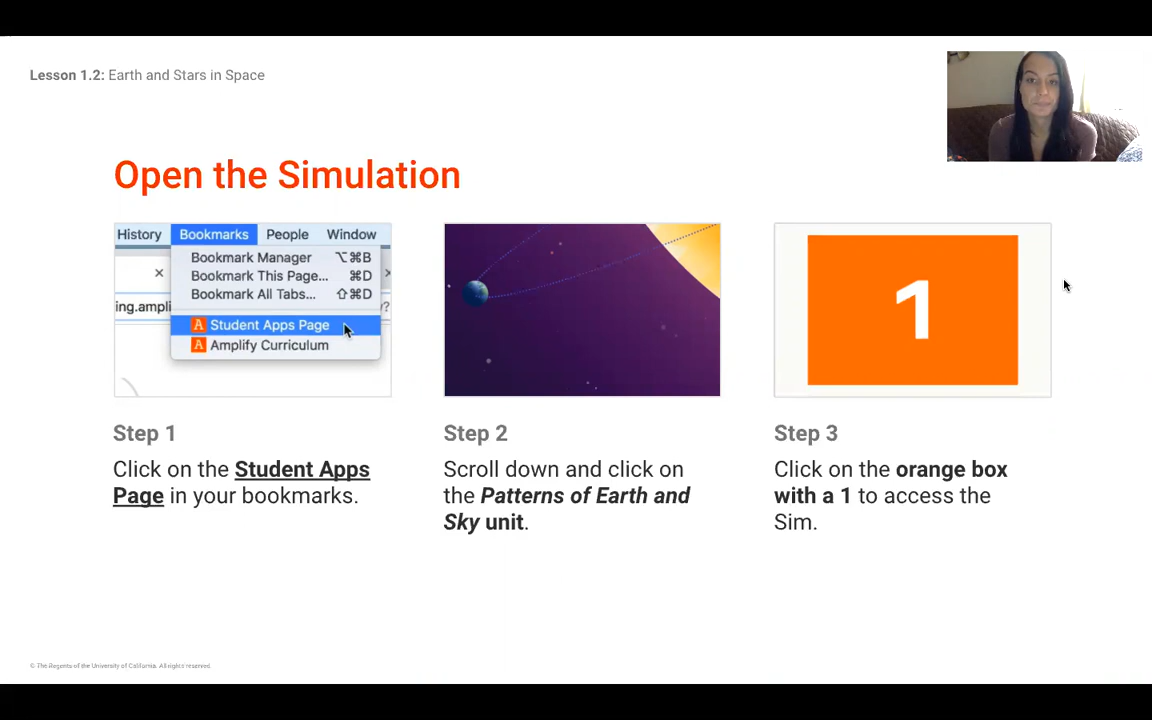 Lesson 1.2: Earth and Stars in Space
Open the Simulation
History Bookmarks People Window
Bookmark Manager ⌥⌘B
Bookmark This Page... ⌘D
Bookmark All Tabs... ⇧⌘D
ing.ampli
Student Apps Page
Amplify Curriculum
1
Step 1
Click on the Student Apps
Page in your bookmarks.
Step 2
Scroll down and click on
the Patterns of Earth and
Sky unit.
Step 3
Click on the orange box
with a 1 to access the
Sim.
© The Regents of the University of California. All rights reserved.